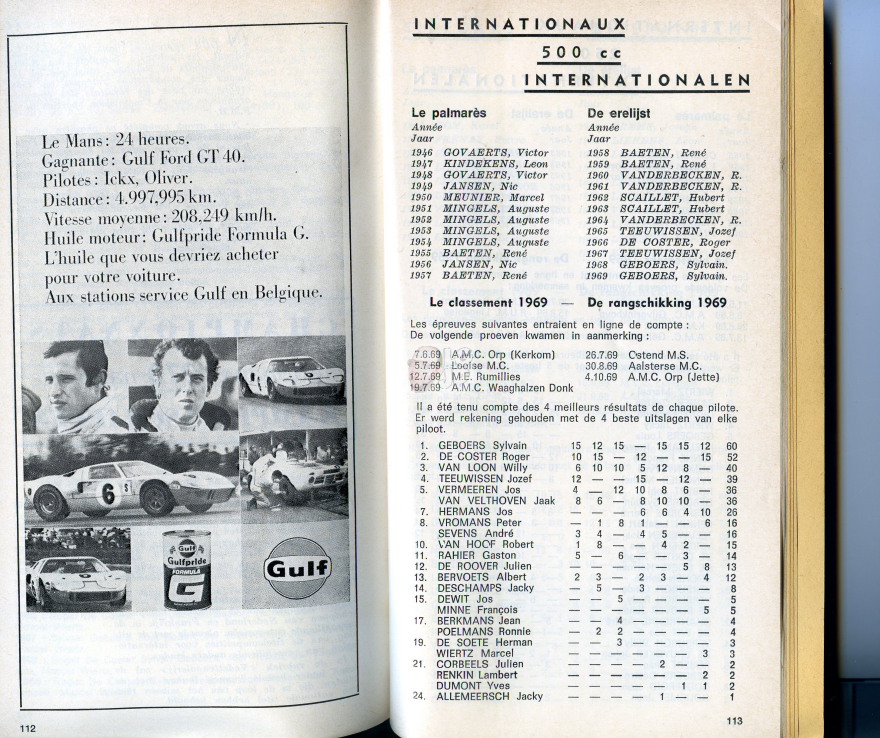 Le Mans: 24 heures.
Gagnante: Gulf Ford GT 40.
Pilotes: Ickx, Oliver.
Distance: 4.997,995 km.
Vitesse moyenne: 208,249 km/h.
Huile moteur: Gulfpride Formula G.
L'huile que vous devriez acheter
pour votre voiture.
Aux stations service Gulf en Belgique.
6
Gulf
Gulfpride
FORMULA
G
Gulf
112
INTERNATIONAUX
500 cc
INTERNATIONALEN
Le palmarès
Année
Jaar
1946 GOVAERTS, Victor
1947 KINDEKENS, Leon
1948 GOVAERTS, Victor
1949 JANSEN, Nic
1950 MEUNIER, Marcel
1951 MINGELS, Auguste
1952 MINGELS, Auguste
1953 MINGELS, Auguste
1954 MINGELS, Auguste
1955 BAETEN, René
1956 JANSEN, Nic
1957 BAETEN, René
De erelijst
Année
Jaar
1958 BAETEN, René
1959 BAETEN, René
1960 VANDERBECKEN, R.
1961 VANDERBECKEN, R.
1962 SCAILLET, Hubert
1963 SCAILLET, Hubert
1964 VANDERBECKEN, R.
1965 TEEUWISSEN, Jozef
1966 DE COSTER, Roger
1967 TEEUWISSEN, Jozef
1968 GEBOERS, Sylvain.
1969 GEBOERS, Sylvain.
Le classement 1969 — De rangschikking 1969
Les épreuves suivantes entraient en ligne de compte :
De volgende proeven kwamen in aanmerking :
7.6.69 A.M.C. Orp (Kerkom)
5.7.69 Looise M.C.
12.7.69 M.E. Rumillies
19.7.69 A.M.C. Waaghalzen Donk
26.7.69 Ostend M.S.
30.8.69 Aalsterse M.C.
4.10.69 A.M.C. Orp (Jette)
Il a été tenu compte des 4 meilleurs résultats de chaque pilote.
Er werd rekening gehouden met de 4 beste uitslagen van elke
piloot.
1. GEBOERS Sylvain 15 12 15 — 15 15 12 60
2. DE COSTER Roger 10 15 — 12 — — 15 52
3. VAN LOON Willy 6 10 10 5 12 8 — 40
4. TEEUWISSEN Jozef 12 — — 15 — 12 — 39
5. VERMEEREN Jos 4 — 12 10 8 6 — 36
VAN VELTHOVEN Jaak 8 6 — 8 10 10 — 36
7. HERMANS Jos — — — 6 6 4 10 26
8. VROMANS Peter — 1 8 1 — — 6 16
SEVENS André 3 4 — 4 5 — — 16
10. VAN HOOF Robert 1 8 — — 4 2 — 15
11. RAHIER Gaston 5 — 6 — — 3 — 14
12. DE ROOVER Julien — — — — — 5 8 13
13. BERVOETS Albert 2 3 — 2 3 — 4 12
14. DESCHAMPS Jacky — 5 — 3 — — — 8
15. DEWIT Jos — — 5 — — — — 5
MINNE François — — — — — — 5 5
17. BERKMANS Jean — — 4 — — — — 4
POELMANS Ronnie — 2 2 — — — — 4
19. DE SOETE Herman — — 3 — — — — 3
WIERTZ Marcel — — — — — — 3 3
21. CORBEELS Julien — — — — 2 — — 2
RENKIN Lambert — — — — — — 2 2
DUMONT Yves — — — — — 1 1 2
24. ALLEMEERSCH Jacky — — — — 1 — — 1
113